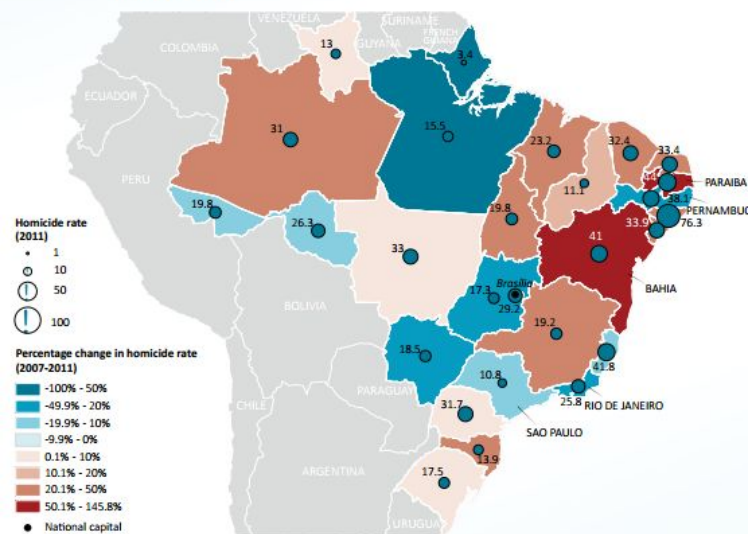 VENEZUELA
SURINAME
FRENCH
GUIANA
GUYANA
COLOMBIA
ECUADOR
PERU
BOLIVIA
PARAGUAY
CHILE
ARGENTINA
URUGUAY
13
3.4
31
15.5
23.2
32.4
33.4
44
PARAIBA
11.1
38.1
PERNAMBUCO
76.3
19.8
26.3
19.8
33.9
33
41
BAHIA
17.3
Brasília
29.2
19.2
18.5
41.8
10.8
25.8
RIO DE JANEIRO
SAO PAULO
31.7
13.9
17.5
Homicide rate
(2011)
1
10
50
100
Percentage change in homicide rate
(2007-2011)
-100% - 50%
-49.9% - 20%
-19.9% - 10%
-9.9% - 0%
0.1% - 10%
10.1% - 20%
20.1% - 50%
50.1% - 145.8%
National capital